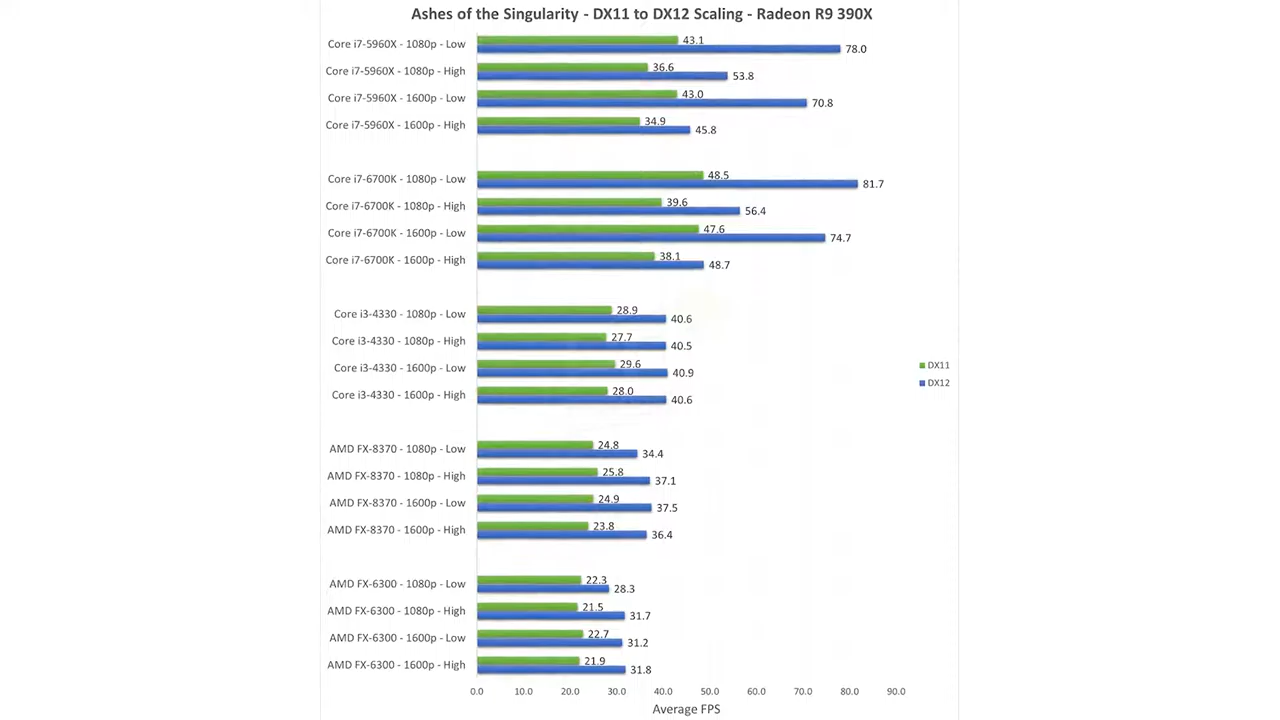 Ashes of the Singularity - DX11 to DX12 Scaling - Radeon R9 390X
Core i7-5960X - 1080p - Low 43.1 78.0
Core i7-5960X - 1080p - High 36.6 53.8
Core i7-5960X - 1600p - Low 43.0 70.8
Core i7-5960X - 1600p - High 34.9 45.8
Core i7-6700K - 1080p - Low 48.5 81.7
Core i7-6700K - 1080p - High 39.6 56.4
Core i7-6700K - 1600p - Low 47.6 74.7
Core i7-6700K - 1600p - High 38.1 48.7
Core i3-4330 - 1080p - Low 28.9 40.6
Core i3-4330 - 1080p - High 27.7 40.5
Core i3-4330 - 1600p - Low 29.6 40.9
Core i3-4330 - 1600p - High 28.0 40.6
AMD FX-8370 - 1080p - Low 24.8 34.4
AMD FX-8370 - 1080p - High 25.8 37.1
AMD FX-8370 - 1600p - Low 24.9 37.5
AMD FX-8370 - 1600p - High 23.8 36.4
AMD FX-6300 - 1080p - Low 22.3 28.3
AMD FX-6300 - 1080p - High 21.5 31.7
AMD FX-6300 - 1600p - Low 22.7 31.2
AMD FX-6300 - 1600p - High 21.9 31.8
0.0 10.0 20.0 30.0 40.0 50.0 60.0 70.0 80.0 90.0
Average FPS
DX11
DX12